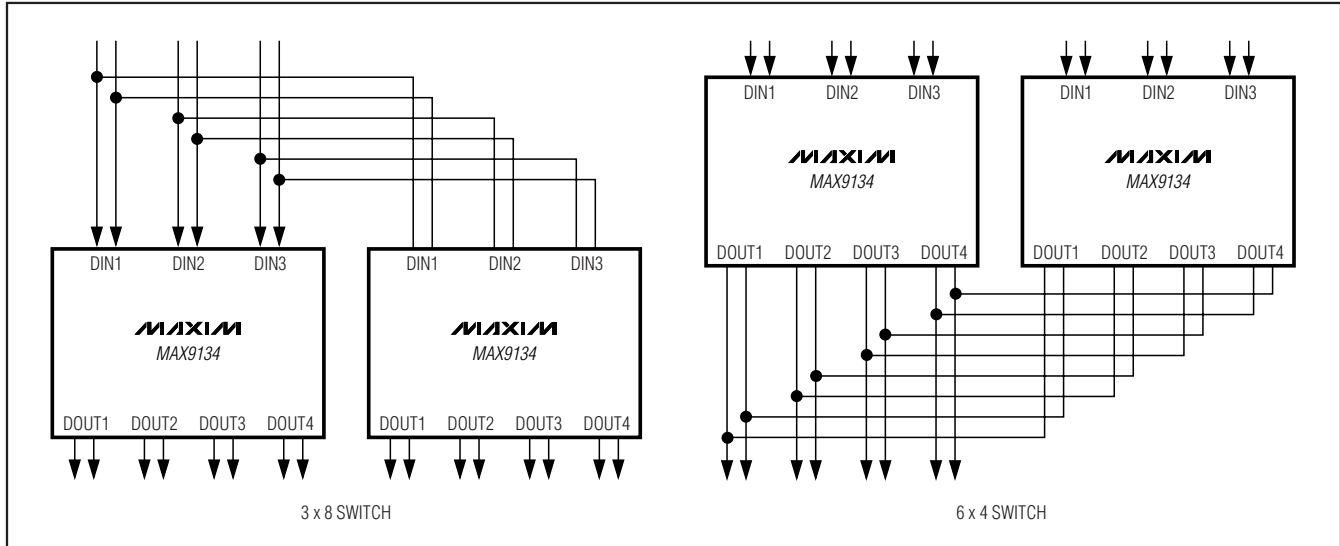 DIN1 DIN2 DIN3
MAXIM
MAX9134
DOUT1 DOUT2 DOUT3 DOUT4
DIN1 DIN2 DIN3
MAXIM
MAX9134
DOUT1 DOUT2 DOUT3 DOUT4
3 x 8 SWITCH
DIN1 DIN2 DIN3
MAXIM
MAX9134
DOUT1 DOUT2 DOUT3 DOUT4
DIN1 DIN2 DIN3
MAXIM
MAX9134
DOUT1 DOUT2 DOUT3 DOUT4
6 x 4 SWITCH